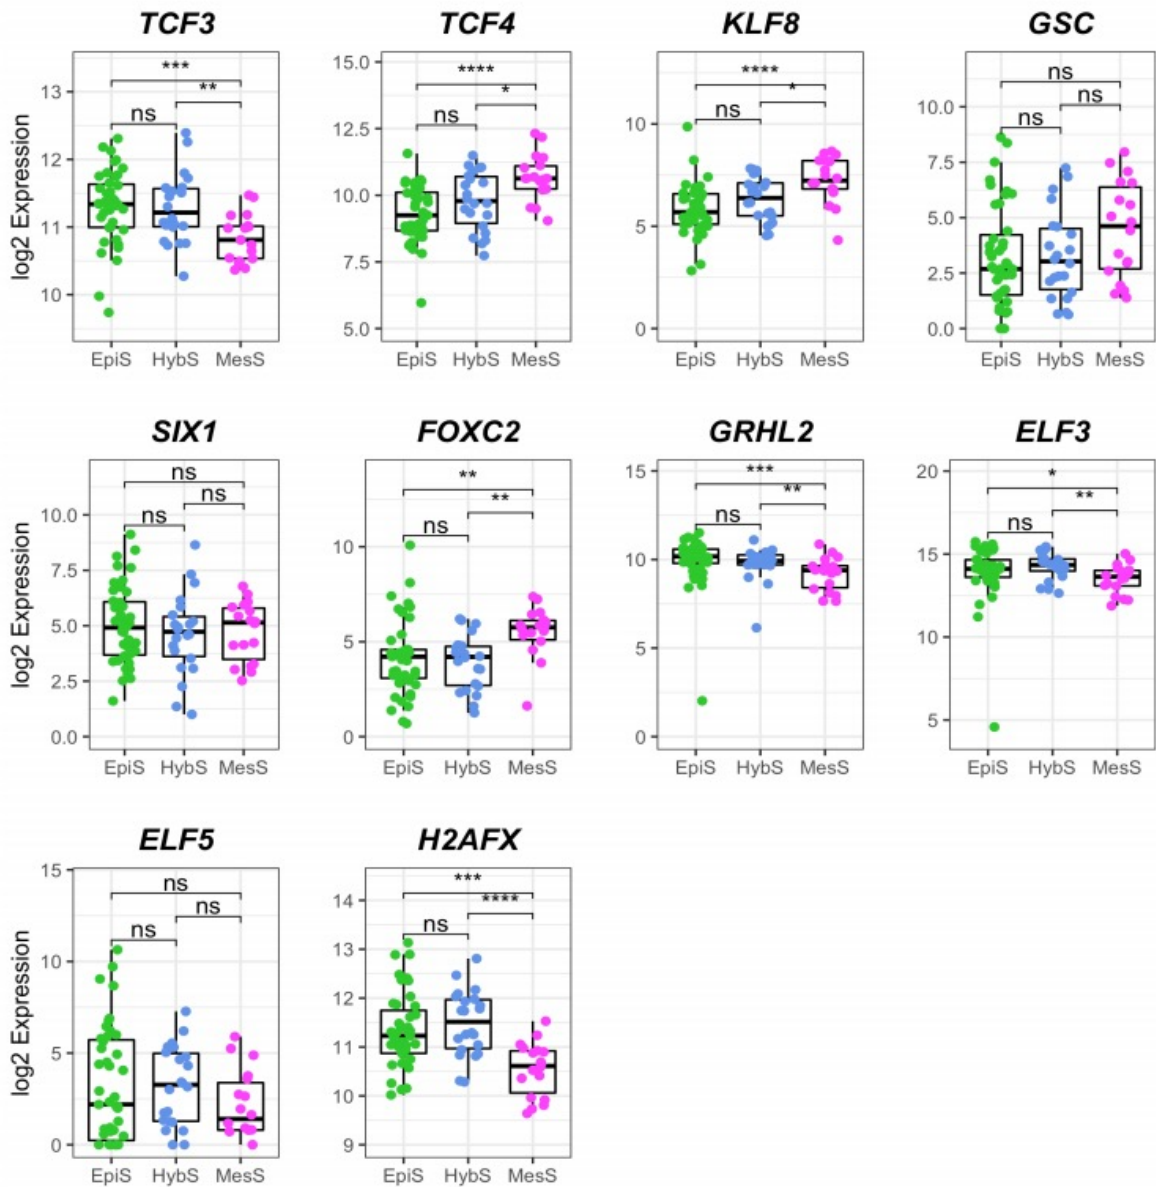 TCF3 TCF4 KLF8 GSC
log2 Expression
13
12
11
10
***
**
ns
EpiS HybS MesS
15.0
12.5
10.0
7.5
5.0
****
*
ns
EpiS HybS MesS
10
5
0
****
*
ns
EpiS HybS MesS
10.0
7.5
5.0
2.5
0.0
ns
ns
ns
EpiS HybS MesS
SIX1 FOXC2 GRHL2 ELF3
log2 Expression
10.0
7.5
5.0
2.5
0.0
ns
ns
ns
EpiS HybS MesS
10
5
0
**
**
ns
EpiS HybS MesS
15
10
5
0
***
**
ns
EpiS HybS MesS
20
15
10
5
*
**
ns
EpiS HybS MesS
ELF5 H2AFX
log2 Expression
15
10
5
0
ns
ns
ns
EpiS HybS MesS
14
13
12
11
10
9
***
****
ns
EpiS HybS MesS